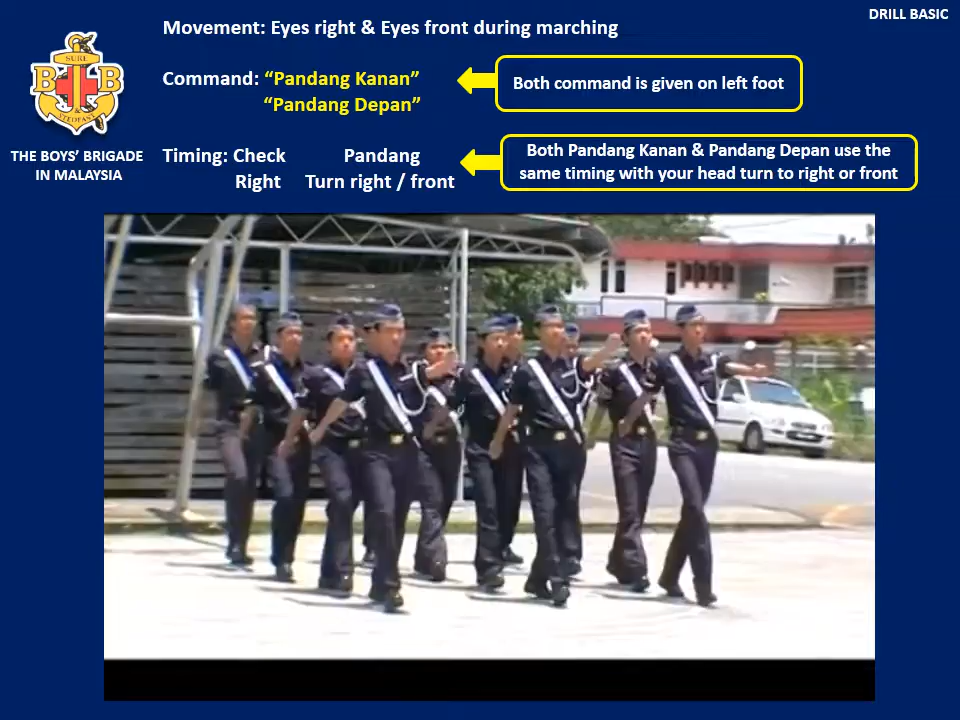 DRILL BASIC
Movement: Eyes right & Eyes front during marching
Command: “Pandang Kanan”
“Pandang Depan”
Both command is given on left foot
SURE
B B
&
STEDFAST
THE BOYS’ BRIGADE
IN MALAYSIA
Timing: Check Pandang
Right Turn right / front
Both Pandang Kanan & Pandang Depan use the
same timing with your head turn to right or front